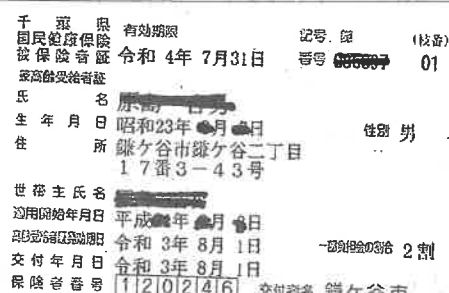 千葉県 有効期限
国民健康保険 記号 (枝番)
被保険者証 令和 4年 7月31日 番号 01
兼高齢受給者証
氏名
生年月日 昭和23年 月 日 性別 男
住所 鎌ケ谷市鎌ケ谷二丁目
17番3-43号
世帯主氏名
適用開始年月日 平成 年 月 日
令和 3年 8月 1日 一部負担金の割合 2割
交付年月日 令和 3年 8月 1日
保険者番号 120246 交付者名 鎌ケ谷市